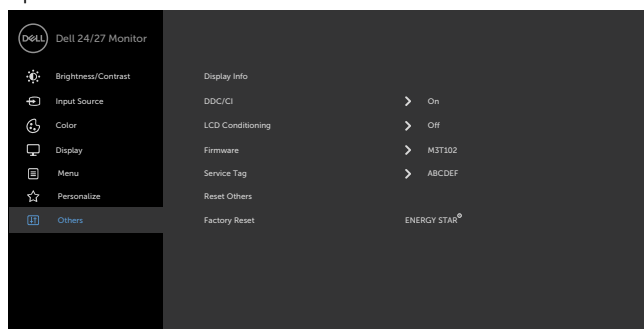 DELL Dell 24/27 Monitor
Brightness/Contrast Display Info
Input Source DDC/CI On
Color LCD Conditioning Off
Display Firmware M3T102
Menu Service Tag ABCDEF
Personalize Reset Others
Others Factory Reset ENERGY STAR®